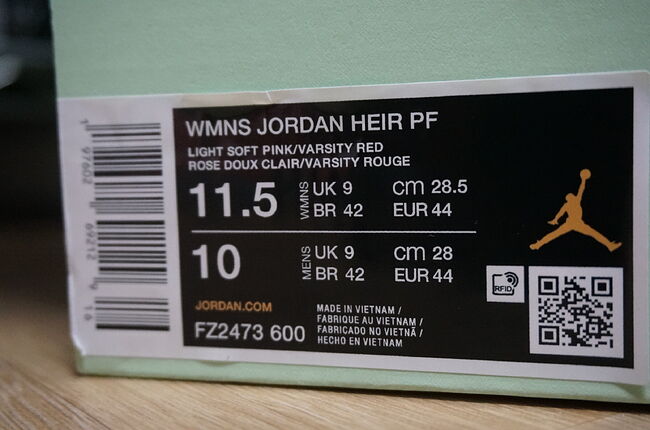 WMNS JORDAN HEIR PF
LIGHT SOFT PINK/VARSITY RED
ROSE DOUX CLAIR/VARSITY ROUGE
11.5 WMNS UK 9 cm 28.5
BR 42 EUR 44
10 MENS UK 9 cm 28
BR 42 EUR 44
JORDAN.COM
FZ2473 600
MADE IN VIETNAM /
FABRIQUE AU VIETNAM /
FABRICADO NO VIETNÃ /
HECHO EN VIETNAM
RFID